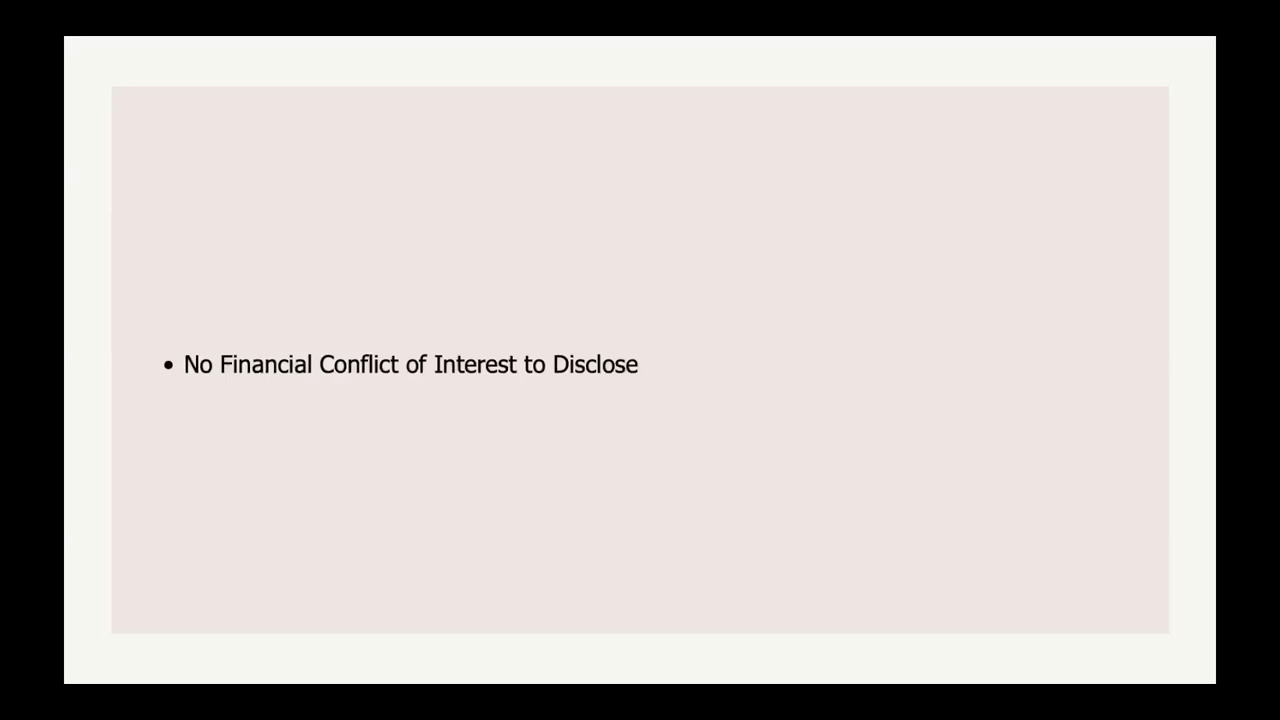 • No Financial Conflict of Interest to Disclose